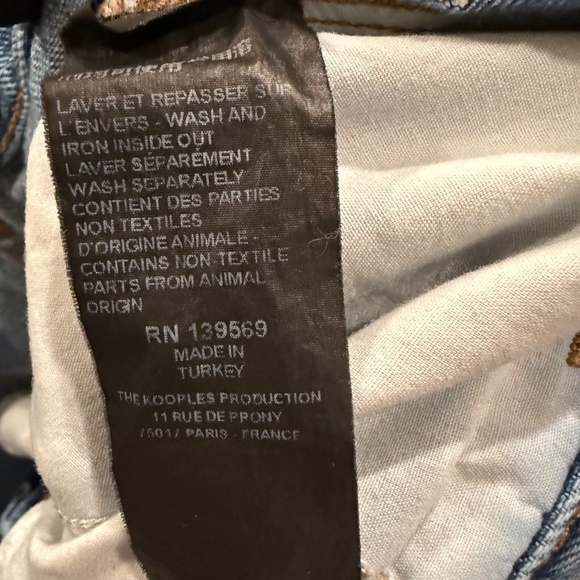 LAVER ET REPASSER SUR
L'ENVERS - WASH AND
IRON INSIDE OUT
LAVER SÉPARÉMENT
WASH SEPARATELY
CONTIENT DES PARTIES
NON TEXTILES
D'ORIGINE ANIMALE -
CONTAINS NON-TEXTILE
PARTS FROM ANIMAL
ORIGIN
RN 139569
MADE IN
TURKEY
THE KOOPLES PRODUCTION
11 RUE DE PRONY
75017 PARIS - FRANCE